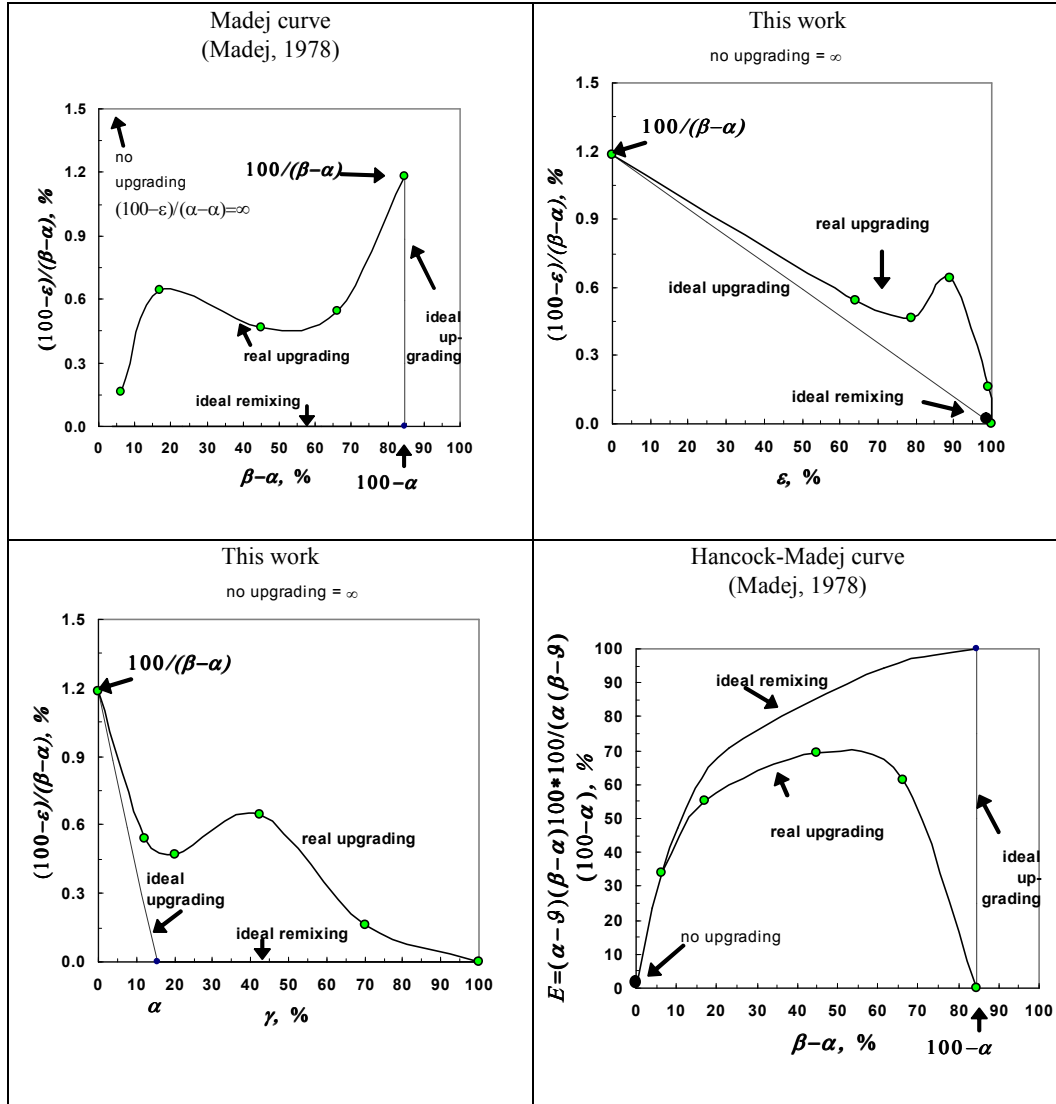 Madej curve
(Madej, 1978)
1.5
1.2
0.9
0.6
0.3
0.0
(100−ε)/(β−α), %
no
upgrading
(100−ε)/(α−α)=∞
100/(β−α)
real upgrading
ideal
up-
grading
ideal remixing
0 10 20 30 40 50 60 70 80 90 100
β−α, %
100−α
This work
no upgrading = ∞
1.5
1.2
0.9
0.6
0.3
0.0
(100−ε)/(β−α), %
100/(β−α)
real upgrading
ideal upgrading
ideal remixing
0 10 20 30 40 50 60 70 80 90 100
ε, %
This work
no upgrading = ∞
1.5
1.2
0.9
0.6
0.3
0.0
(100−ε)/(β−α), %
100/(β−α)
real upgrading
ideal
upgrading
ideal remixing
0 10 20 30 40 50 60 70 80 90 100
α
γ, %
Hancock-Madej curve
(Madej, 1978)
E=(α−ϑ)(β−α)100*100/(α(β−ϑ)
(100−α), %
100
90
80
70
60
50
40
30
20
10
0
ideal remixing
real upgrading
ideal
up-
grading
no upgrading
0 10 20 30 40 50 60 70 80 90 100
β−α, %
100−α